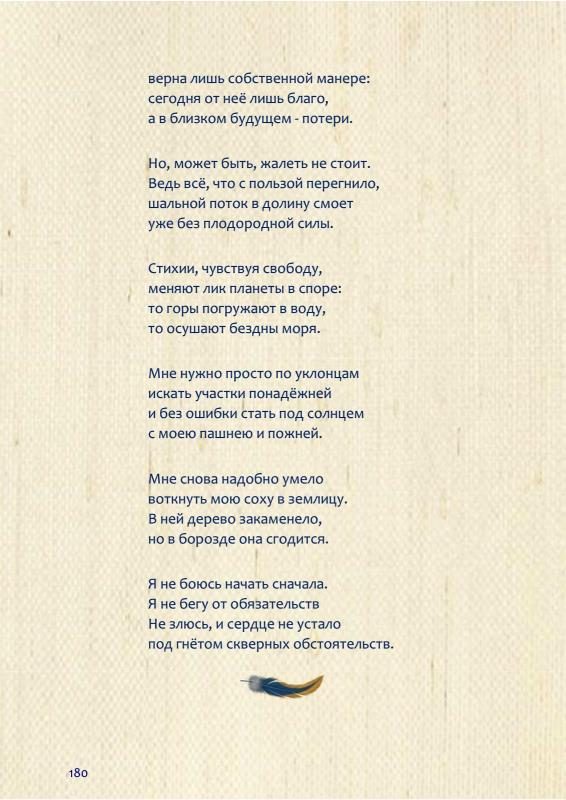 верна лишь собственной манере:
сегодня от неё лишь благо,
а в близком будущем - потери.
Но, может быть, жалеть не стоит.
Ведь всё, что с пользой перегнило,
шальной поток в долину смоет
уже без плодородной силы.
Стихии, чувствуя свободу,
меняют лик планеты в споре:
то горы погружают в воду,
то осушают бездны моря.
Мне нужно просто по уклонцам
искать участки понадёжней
и без ошибки стать под солнцем
с моею пашнею и пожней.
Мне снова надобно умело
воткнуть мою соху в землицу.
В ней дерево закаменело,
но в борозде она сгодится.
Я не боюсь начать сначала.
Я не бегу от обязательств
Не злюсь, и сердце не устало
под гнётом скверных обстоятельств.
180